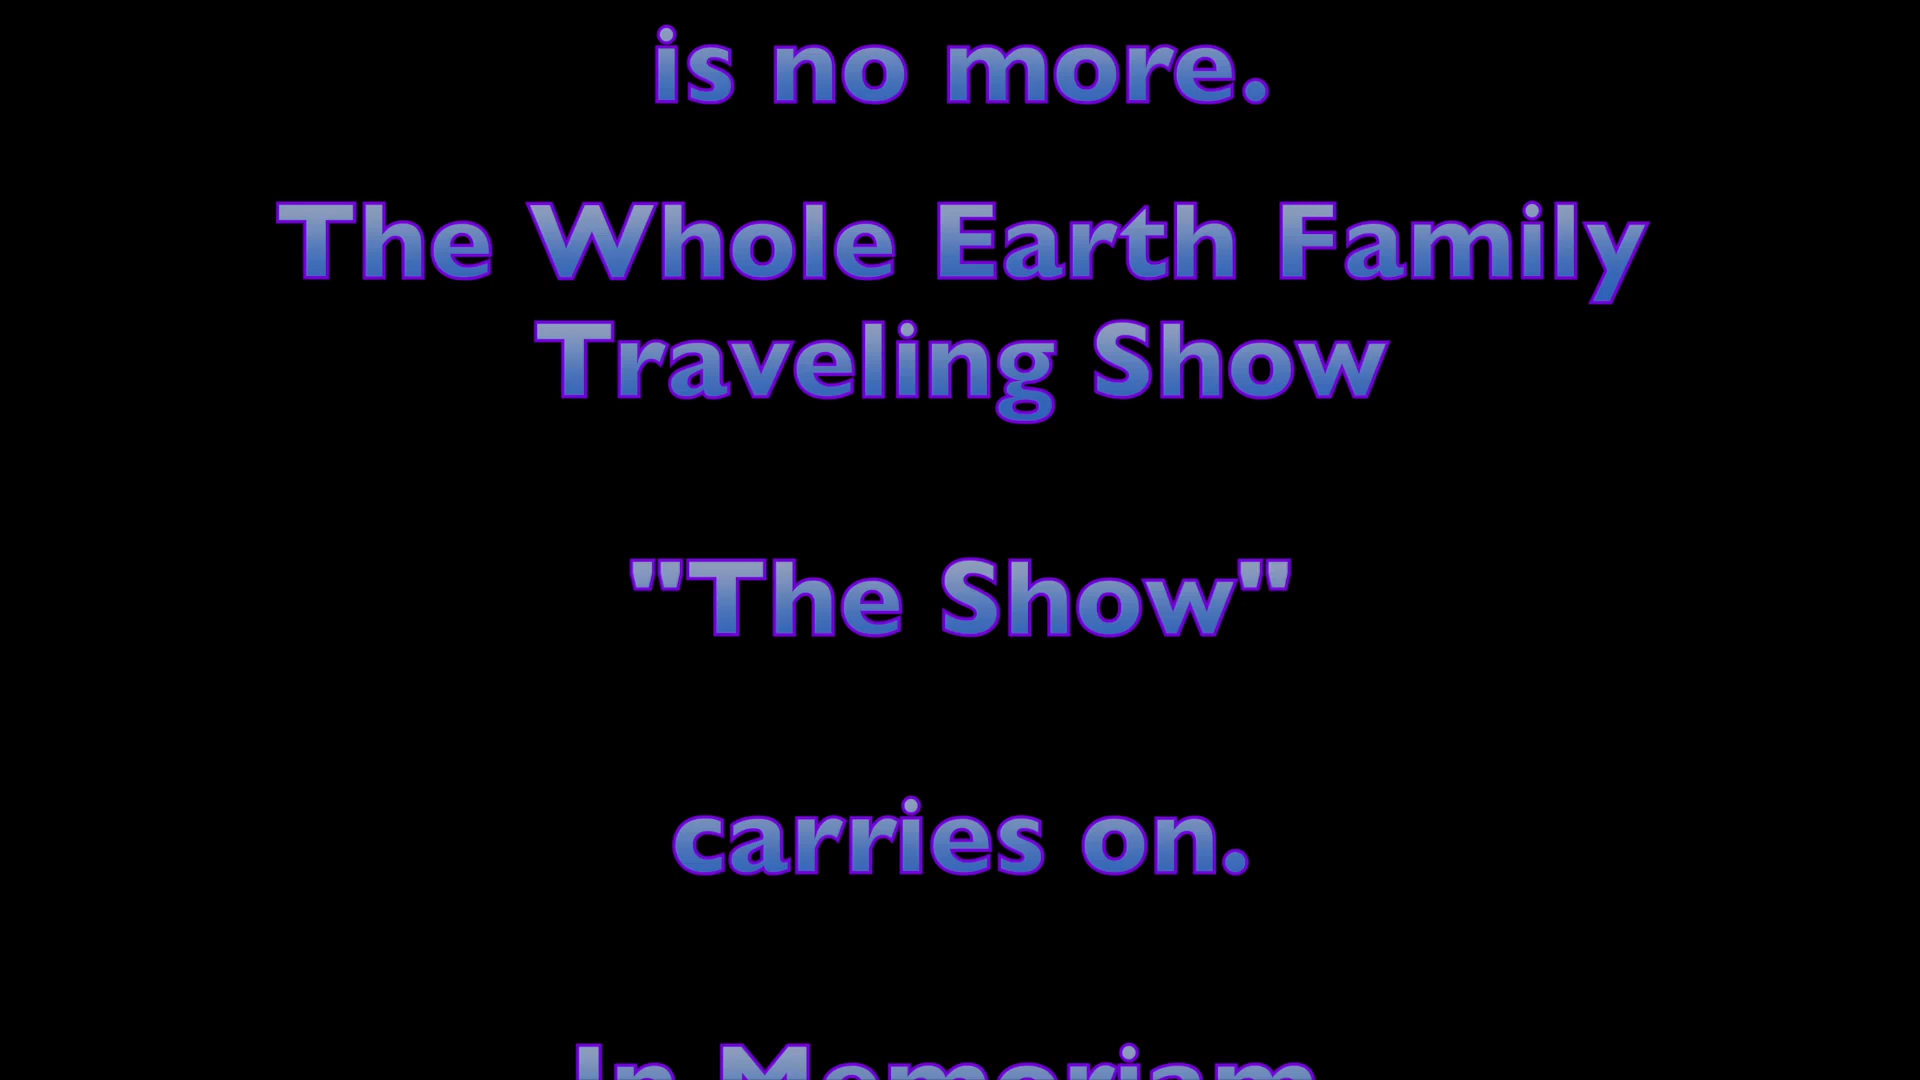 is no more.
The Whole Earth Family
Traveling Show
"The Show"
carries on.
In Memoriam